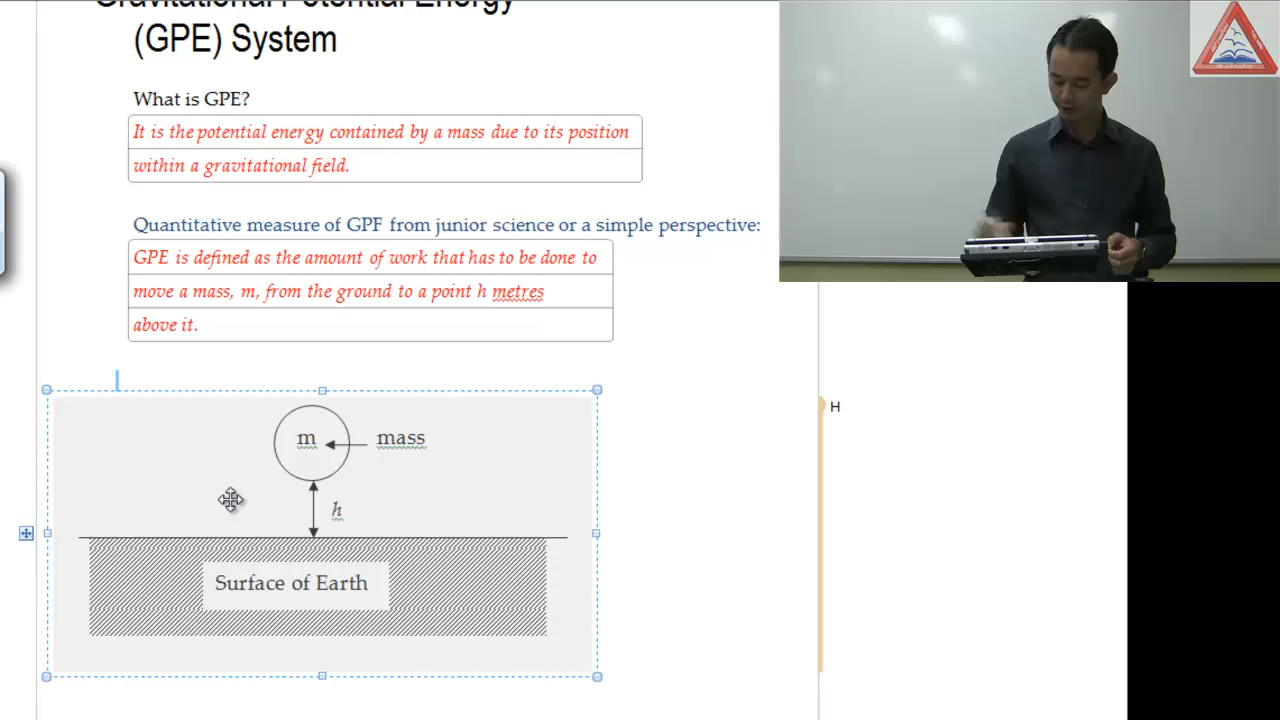 Gravitational Potential Energy
(GPE) System
What is GPE?
It is the potential energy contained by a mass due to its position
within a gravitational field.
Quantitative measure of GPF from junior science or a simple perspective:
GPE is defined as the amount of work that has to be done to
move a mass, m, from the ground to a point h metres
above it.
m
mass
h
Surface of Earth
H